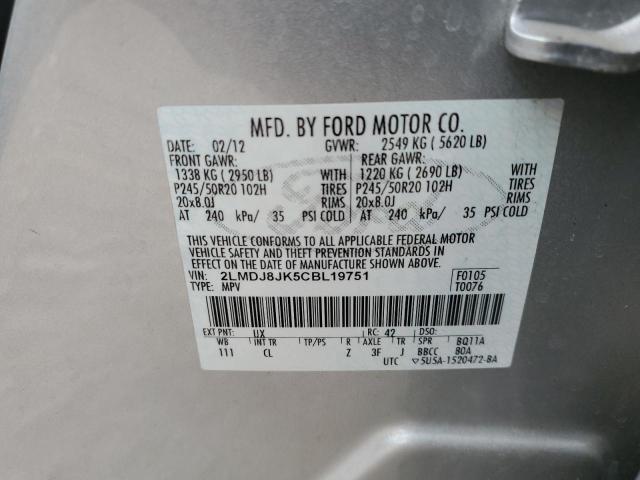 MFD. BY FORD MOTOR CO.
DATE: 02/12 GVWR: 2549 KG ( 5620 LB)
FRONT GAWR: REAR GAWR:
1338 KG ( 2950 LB) WITH 1220 KG ( 2690 LB) WITH
P245/50R20 102H TIRES P245/50R20 102H TIRES
20x8.0J RIMS 20x8.0J RIMS
AT 240 kPa/ 35 PSI COLD AT 240 kPa/ 35 PSI COLD
THIS VEHICLE CONFORMS TO ALL APPLICABLE FEDERAL MOTOR
VEHICLE SAFETY AND THEFT PREVENTION STANDARDS IN
EFFECT ON THE DATE OF MANUFACTURE SHOWN ABOVE.
VIN: 2LMDJ8JK5CBL19751 F0105
TYPE: MPV T0076
EXT PNT: UX RC: 42 DSO:
WB INT TR TP/PS R AXLE TR SPR BQ11A
111 CL Z 3F J BBCC 80A
UTC ▽5U5A-1520472-BA